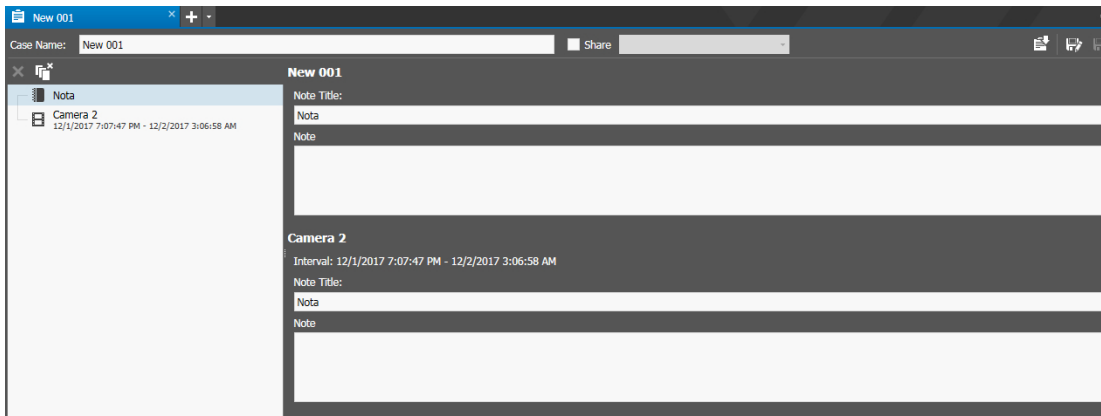 New 001
Case Name: New 001 Share
Nota
Camera 2
12/1/2017 7:07:47 PM - 12/2/2017 3:06:58 AM
New 001
Note Title:
Nota
Note
Camera 2
Interval: 12/1/2017 7:07:47 PM - 12/2/2017 3:06:58 AM
Note Title:
Nota
Note